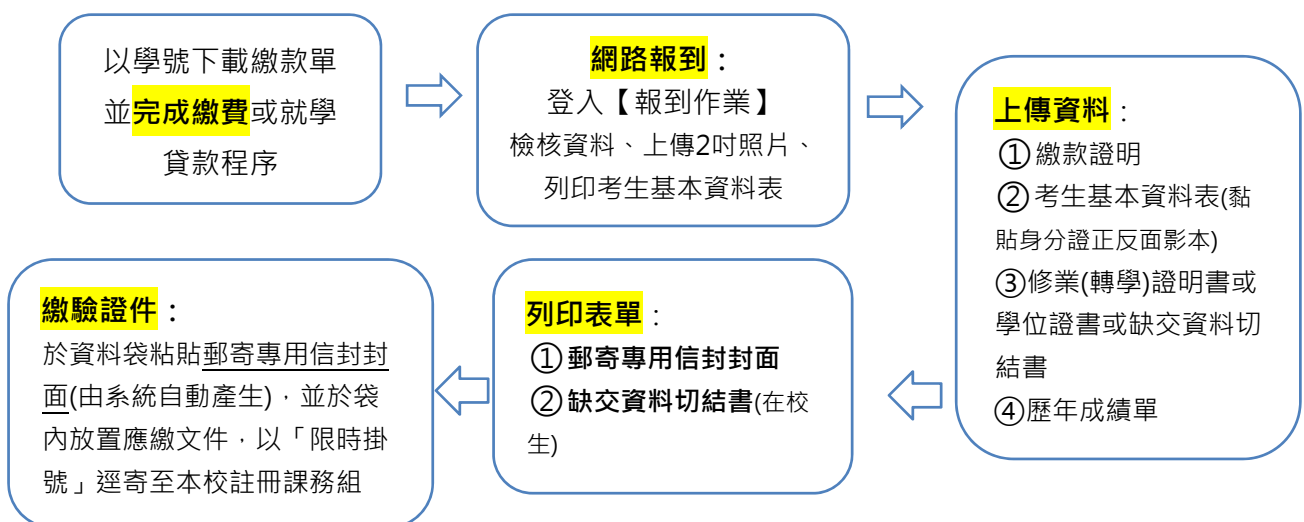 以學號下載繳款單
並完成繳費或就學
貸款程序
網路報到：
登入【報到作業】
檢核資料、上傳2吋照片、
列印考生基本資料表
上傳資料：
①繳款證明
②考生基本資料表(黏
貼身分證正反面影本)
③修業(轉學)證明書或
學位證書或缺交資料切
結書
④歷年成績單
列印表單：
①郵寄專用信封封面
②缺交資料切結書(在校
生)
繳驗證件：
於資料袋粘貼郵寄專用信封封
面(由系統自動產生)，並於袋
內放置應繳文件，以「限時掛
號」逕寄至本校註冊課務組